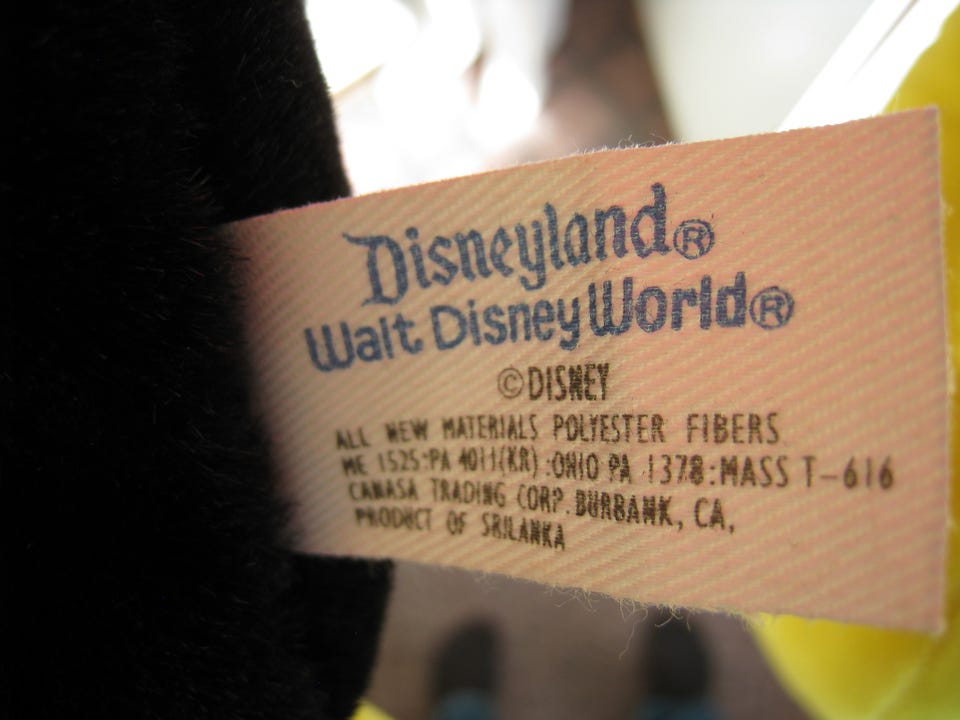 Disneyland®
Walt Disney World®
©DISNEY
ALL NEW MATERIALS POLYESTER FIBERS
ME 1525:PA 4011(KR):OHIO PA 1378:MASS T-616
CANASA TRADING CORP. BURBANK, CA,
PRODUCT OF SRILANKA